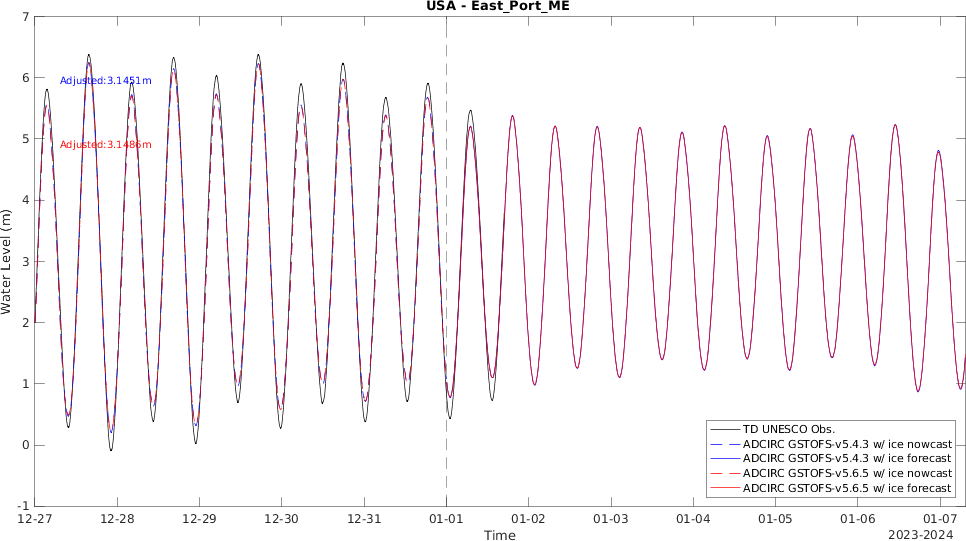 USA - East_Port_ME
7
6
5
4
3
2
1
0
-1
Water Level (m)
Adjusted:3.1451m
Adjusted:3.1486m
TD UNESCO Obs.
ADCIRC GSTOFS-v5.4.3 w/ ice nowcast
ADCIRC GSTOFS-v5.4.3 w/ ice forecast
ADCIRC GSTOFS-v5.6.5 w/ ice nowcast
ADCIRC GSTOFS-v5.6.5 w/ ice forecast
12-27 12-28 12-29 12-30 12-31 01-01 01-02 01-03 01-04 01-05 01-06 01-07
Time
2023-2024